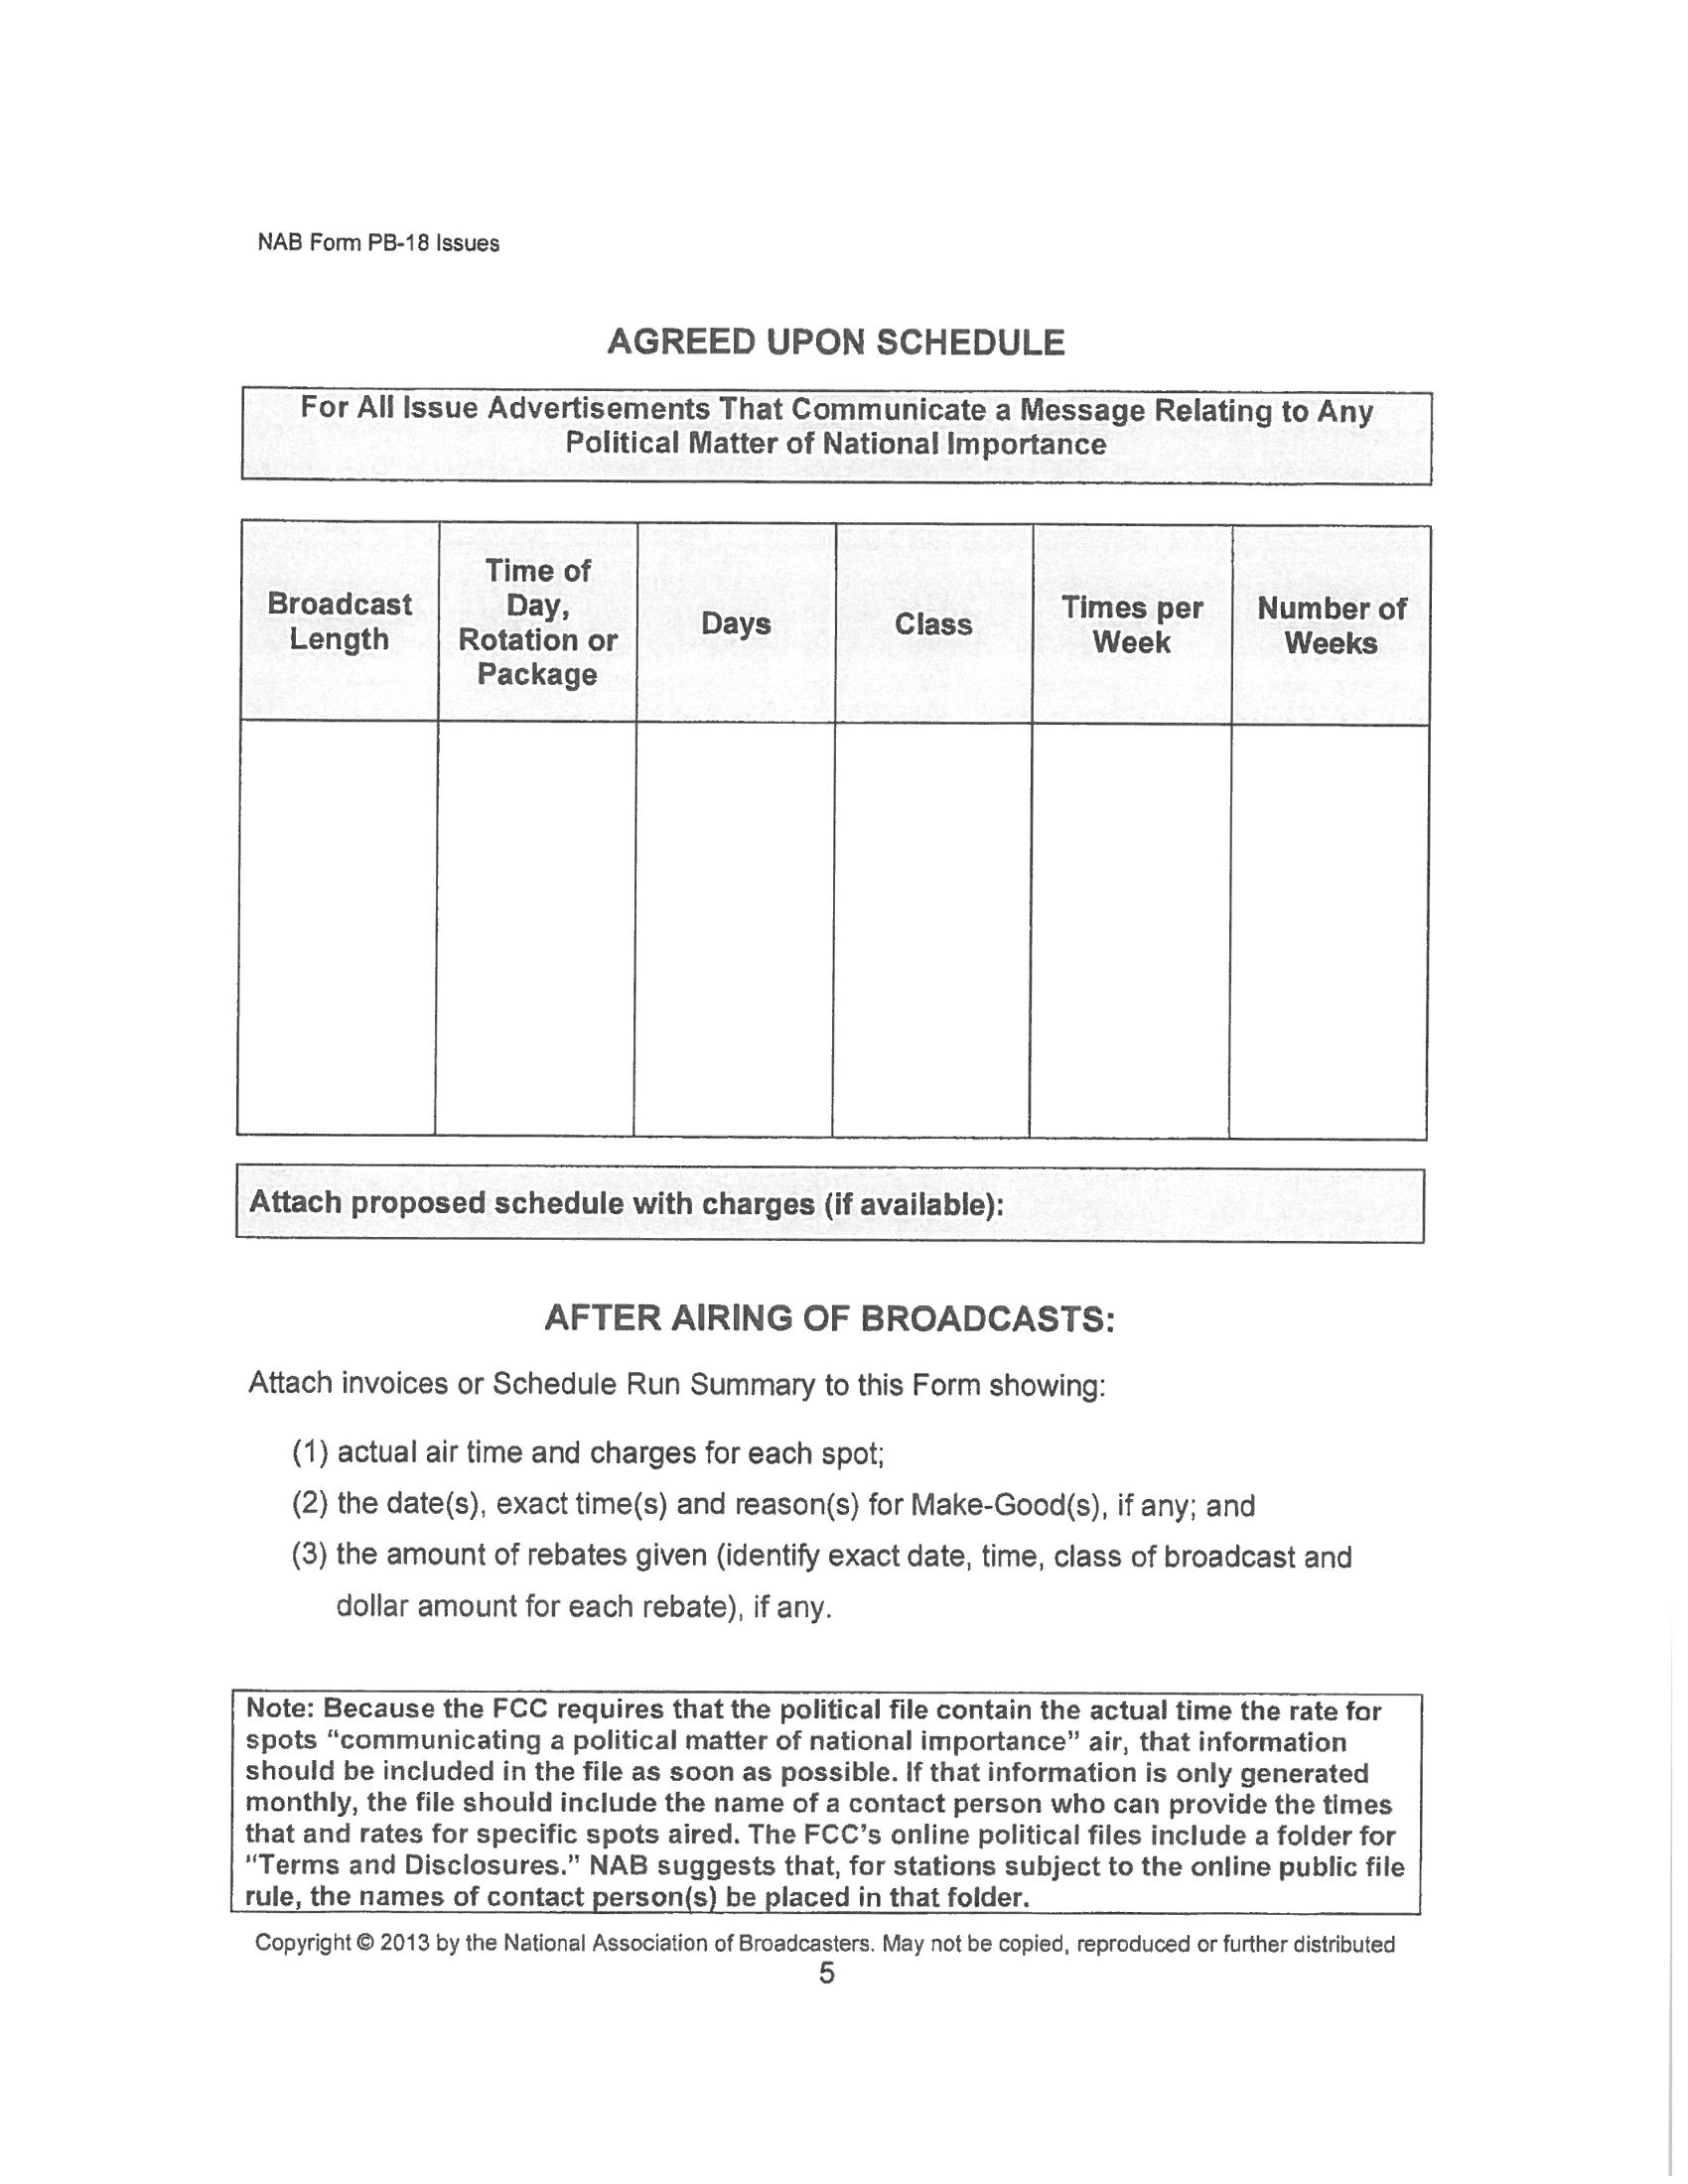 NAB Form PB-18 Issues
AGREED UPON SCHEDULE
For All Issue Advertisements That Communicate a Message Relating to Any
Political Matter of National Importance
Broadcast
Length
Time of
Day,
Rotation or
Package
Days
Class
Times per
Week
Number of
Weeks
Attach proposed schedule with charges (if available):
AFTER AIRING OF BROADCASTS:
Attach invoices or Schedule Run Summary to this Form showing:
(1) actual air time and charges for each spot;
(2) the date(s), exact time(s) and reason(s) for Make-Good(s), if any; and
(3) the amount of rebates given (identify exact date, time, class of broadcast and
dollar amount for each rebate), if any.
Note: Because the FCC requires that the political file contain the actual time the rate for
spots “communicating a political matter of national importance” air, that information
should be included in the file as soon as possible. If that information is only generated
monthly, the file should include the name of a contact person who can provide the times
that and rates for specific spots aired. The FCC’s online political files include a folder for
“Terms and Disclosures.” NAB suggests that, for stations subject to the online public file
rule, the names of contact person(s) be placed in that folder.
Copyright © 2013 by the National Association of Broadcasters. May not be copied, reproduced or further distributed
5